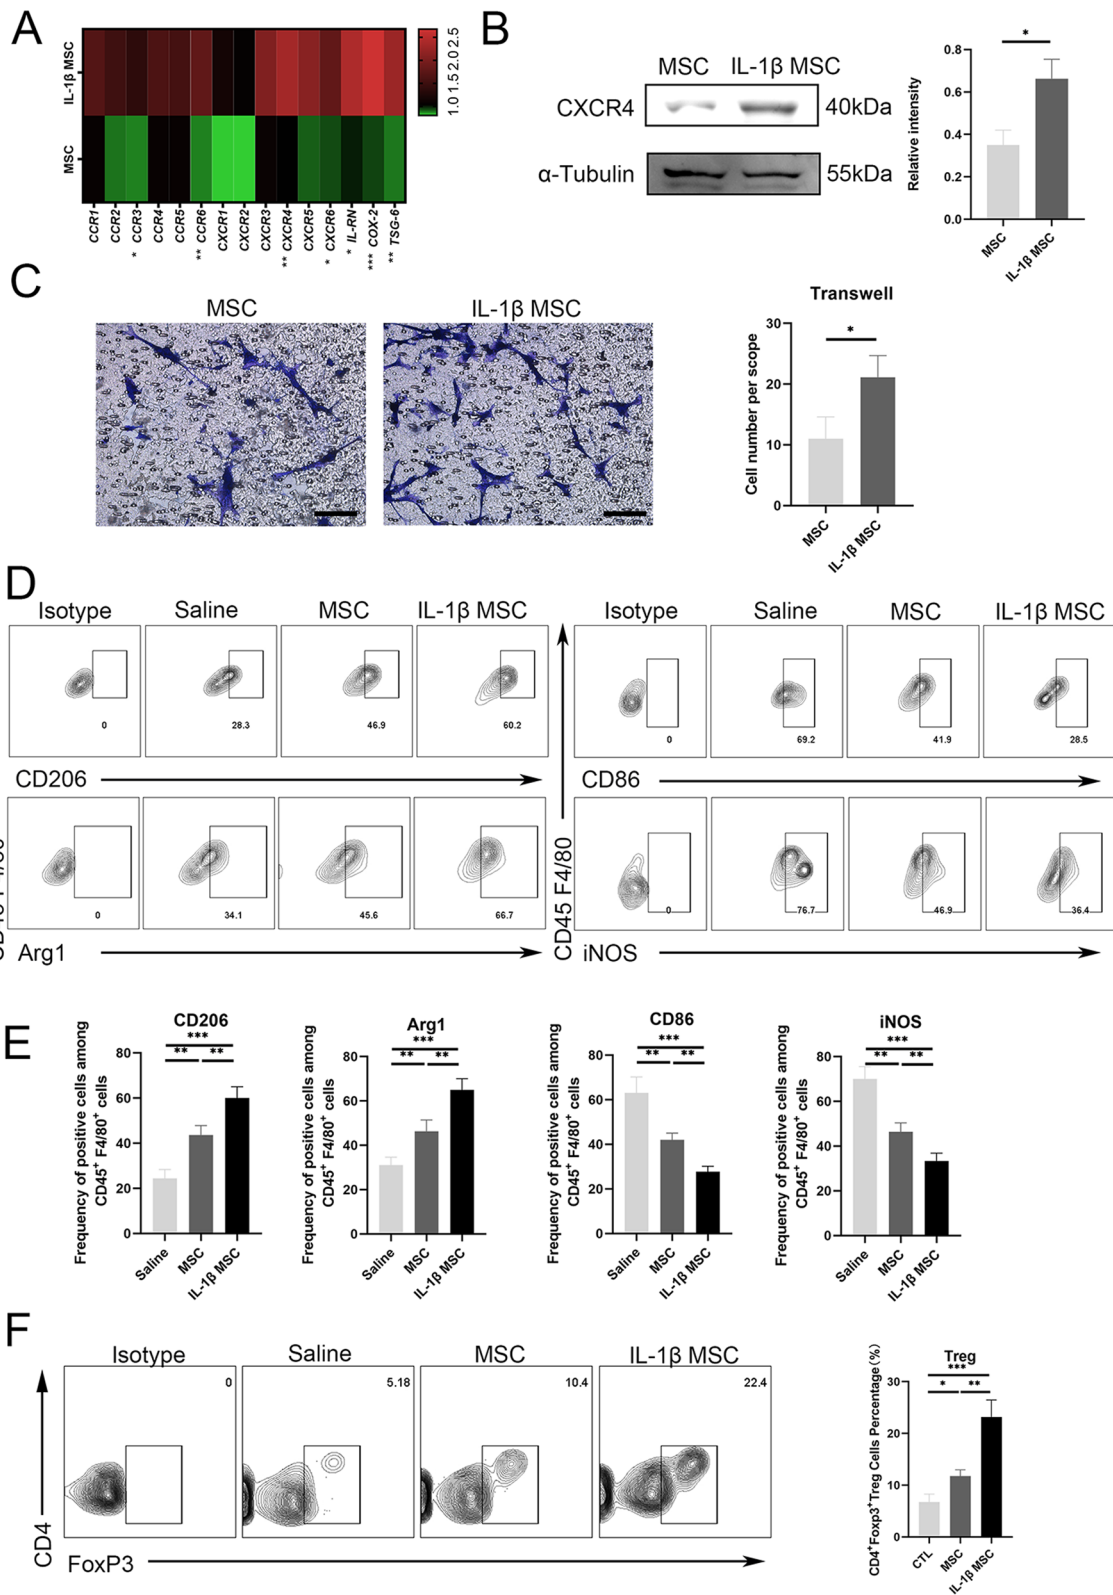 A
IL-1β MSC
MSC
1.0 1.5 2.0 2.5
CCR1
CCR2
* CCR3
CCR4
CCR5
** CCR6
CXCR1
CXCR2
CXCR3
** CXCR4
CXCR5
* CXCR6
* IL-RN
*** COX-2
** TSG-6
B
MSC IL-1β MSC
CXCR4 40kDa
α-Tubulin 55kDa
Relative intensity
0.8
0.6
0.4
0.2
0.0
*
MSC
IL-1β MSC
C
MSC IL-1β MSC
Transwell
Cell number per scope
30
20
10
0
*
MSC
IL-1β MSC
D
Isotype Saline MSC IL-1β MSC
0 28.3 46.9 60.2
CD206
0 34.1 45.6 66.7
Arg1
Isotype Saline MSC IL-1β MSC
0 69.2 41.9 28.5
CD86
CD45 F4/80
0 76.7 46.9 36.4
iNOS
E
CD206
Frequency of positive cells among
CD45⁺ F4/80⁺ cells
80
60
40
20
0
***
** **
Saline
MSC
IL-1β MSC
Arg1
Frequency of positive cells among
CD45⁺ F4/80⁺ cells
80
60
40
20
0
***
** **
Saline
MSC
IL-1β MSC
CD86
Frequency of positive cells among
CD45⁺ F4/80⁺ cells
80
60
40
20
0
***
** **
Saline
MSC
IL-1β MSC
iNOS
Frequency of positive cells among
CD45⁺ F4/80⁺ cells
80
60
40
20
0
***
** **
Saline
MSC
IL-1β MSC
F
Isotype Saline MSC IL-1β MSC
0 5.18 10.4 22.4
CD4
FoxP3
Treg
CD4⁺Foxp3⁺Treg Cells Percentage(%)
30
20
10
0
***
* **
CTL
MSC
IL-1β MSC